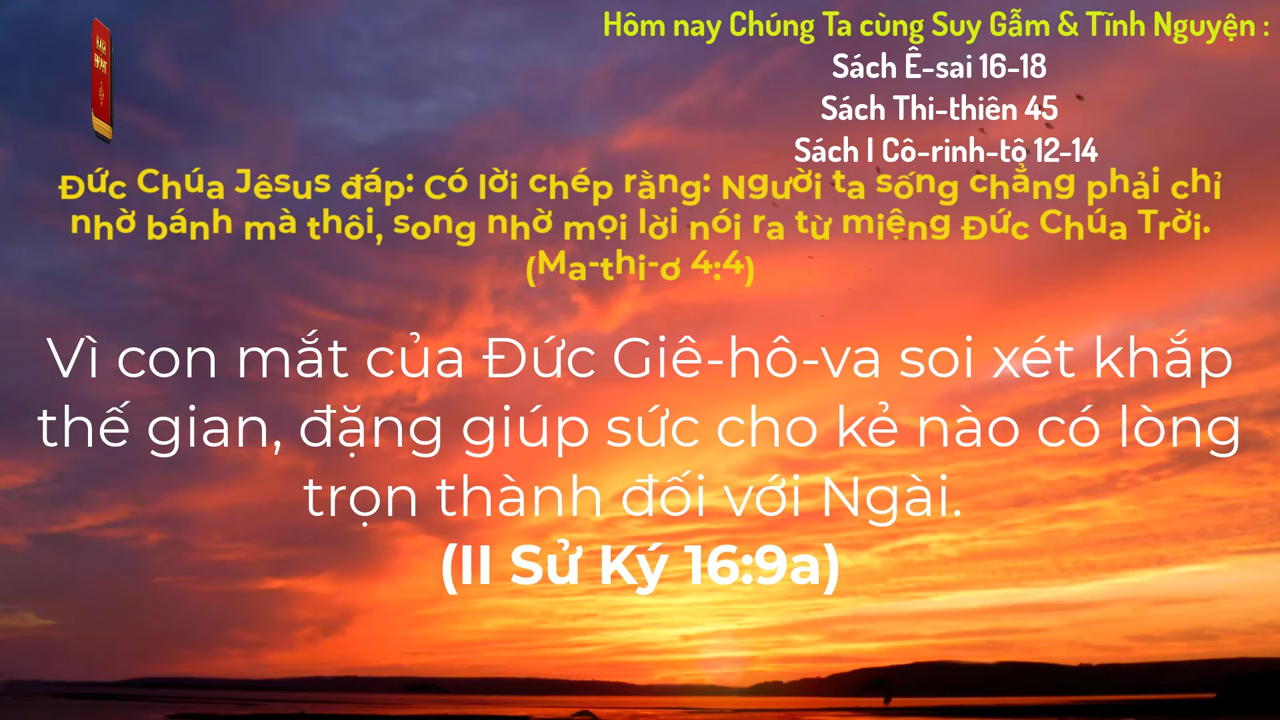 Hôm nay Chúng Ta cùng Suy Gẫm & Tĩnh Nguyện :
Sách Ê-sai 16-18
Sách Thi-thiên 45
Sách I Cô-rinh-tô 12-14
Đức Chúa Jêsus đáp: Có lời chép rằng: Người ta sống chẳng phải chỉ
nhờ bánh mà thôi, song nhờ mọi lời nói ra từ miệng Đức Chúa Trời.
(Ma-thi-ơ 4:4)
Vì con mắt của Đức Giê-hô-va soi xét khắp
thế gian, đặng giúp sức cho kẻ nào có lòng
trọn thành đối với Ngài.
(II Sử Ký 16:9a)